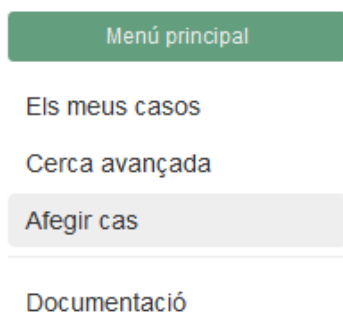 Menú principal
Els meus casos
Cerca avançada
Afegir cas
Documentació